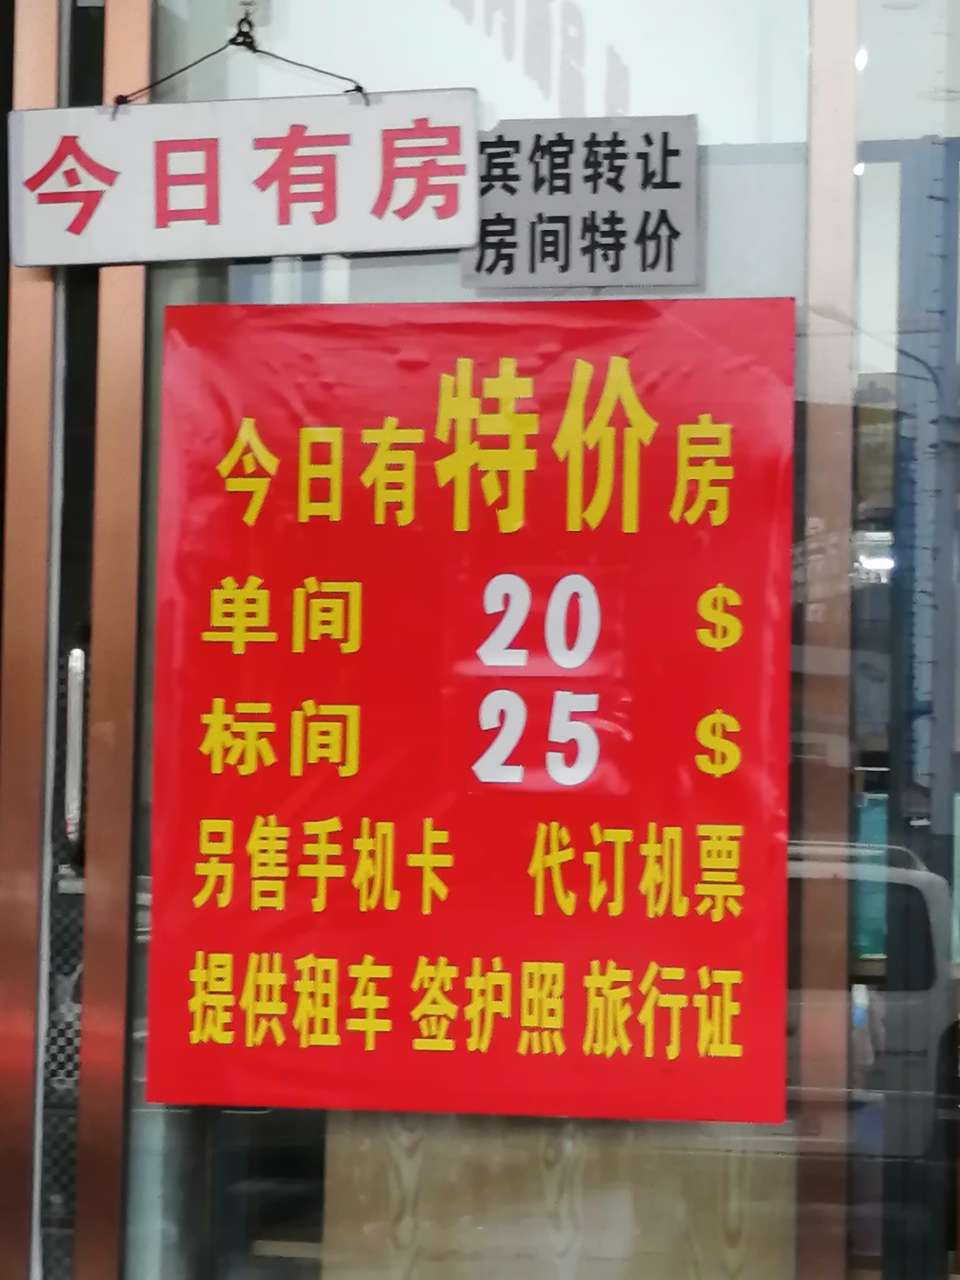 今日有房
宾馆转让
房间特价
今日有特价房
单间 20 $
标间 25 $
另售手机卡 代订机票
提供租车 签护照 旅行证